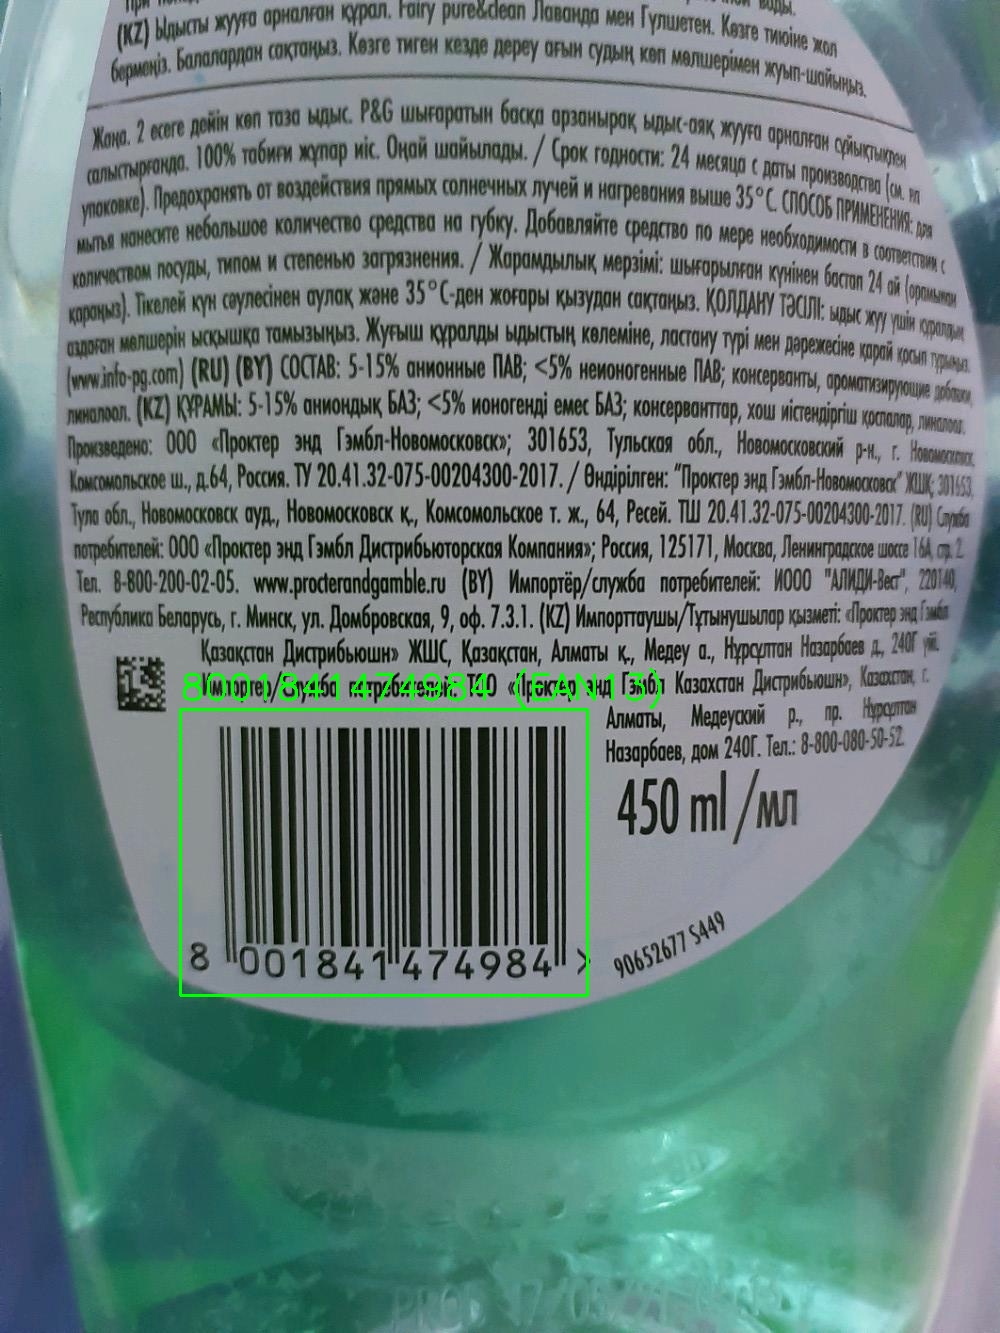 (KZ) Ыдысты жууға арналған құрал. Fairy pure&clean Лаванда мен Гүлшетен. Көзге тиюіне жол
бермеңіз. Балалардан сақтаңыз. Көзге тиген кезде дереу ағын судың көп мөлшерімен жуып-шайыңыз.
Жаңа. 2 есеге дейін көп таза ыдыс. P&G шығаратын басқа арзанырақ ыдыс-аяқ жууға арналған сұйықтықпен
салыстырғанда. 100% табиғи жұпар иіс. Оңай шайылады. / Срок годности: 24 месяца с даты производства (см. на
упаковке). Предохранять от воздействия прямых солнечных лучей и нагревания выше 35°C. СПОСОБ ПРИМЕНЕНИЯ: для
мытья нанесите небольшое количество средства на губку. Добавляйте средство по мере необходимости в соответствии с
количеством посуды, типом и степенью загрязнения. / Жарамдылық мерзімі: шығарылған күнінен бастап 24 ай (орамынан
қараңыз). Тікелей күн сәулесінен аулақ және 35°C-ден жоғары қызудан сақтаңыз. ҚОЛДАНУ ТӘСІЛІ: ыдыс жуу үшін құралдың
аздаған мөлшерін ысқышқа тамызыңыз. Жуғыш құралды ыдыстың көлеміне, ластану түрі мен дәрежесіне қарай қосып тұрыңыз.
(www.info-pg.com) (RU) (BY) СОСТАВ: 5-15% анионные ПАВ; <5% неионогенные ПАВ; консерванты, ароматизирующие добавки,
линалоол. (KZ) ҚҰРАМЫ: 5-15% аниондық БАЗ; <5% ионогенді емес БАЗ; консерванттар, хош иістендіргіш қоспалар, линалоол.
Произведено: ООО «Проктер энд Гэмбл-Новомосковск»; 301653, Тульская обл., Новомосковский р-н., г. Новомосковск,
Комсомольское ш., д.64, Россия. ТУ 20.41.32-075-00204300-2017. / Өндірілген: "Проктер энд Гэмбл-Новомосковск" ЖШҚ; 301653,
Тула обл., Новомосковск ауд., Новомосковск қ., Комсомольское т. ж., 64, Ресей. ТШ 20.41.32-075-00204300-2017. (RU) Служба
потребителей: ООО «Проктер энд Гэмбл Дистрибьюторская Компания»; Россия, 125171, Москва, Ленинградское шоссе 16А, стр. 2.
Тел. 8-800-200-02-05. www.procterandgamble.ru (BY) Импортёр/служба потребителей: ИООО "АЛИДИ-Вест", 220140,
Республика Беларусь, г. Минск, ул. Домбровская, 9, оф. 7.3.1. (KZ) Импорттаушы/Тұтынушылар қызметі: «Проктер энд Гэмбл
Қазақстан Дистрибьюшн» ЖШС, Қазақстан, Алматы қ., Медеу а., Нұрсұлтан Назарбаев д., 240Г үй.
Импортер/Служба потребителей: ТОО «Проктер энд Гэмбл Казахстан Дистрибьюшн», Казахстан, г.
8001841474984 (EAN13)
Алматы, Медеуский р., пр. Нұрсұлтан
Назарбаев, дом 240Г. Тел.: 8-800-080-50-52.
450 ml / мл
8 001841 474984 >
90652677 S449